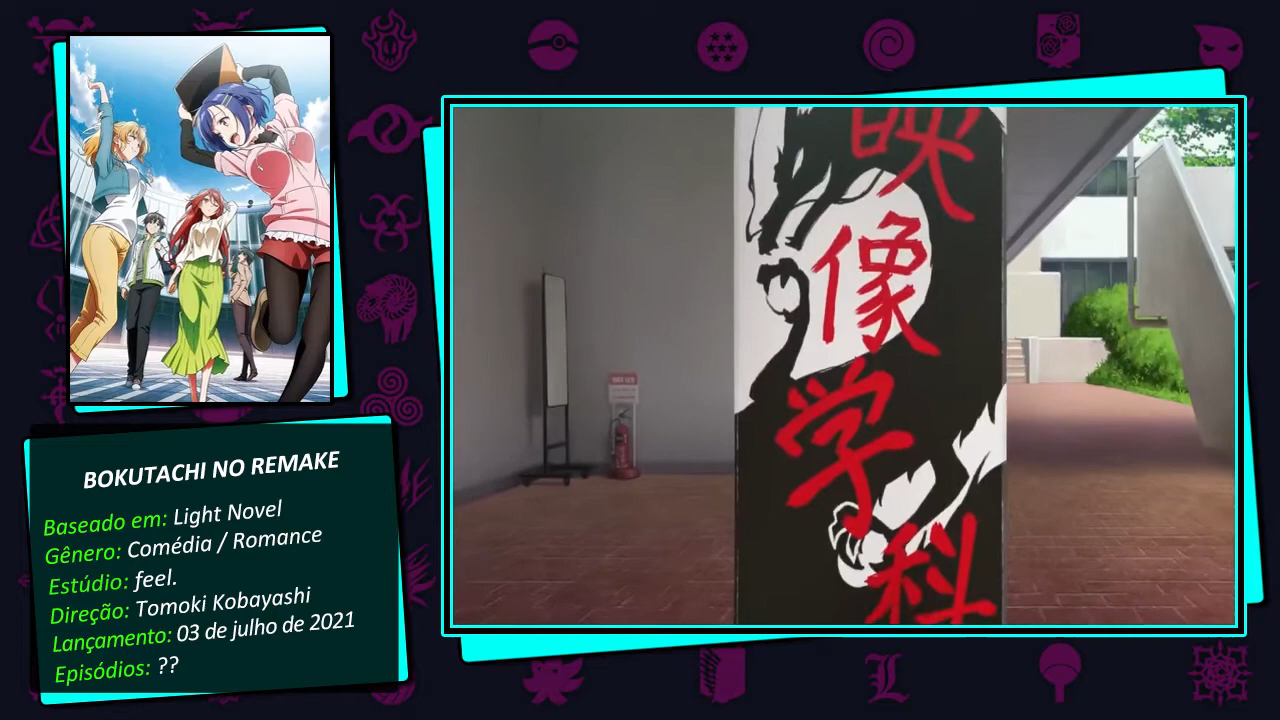 BOKUTACHI NO REMAKE
Baseado em: Light Novel
Gênero: Comédia / Romance
Estúdio: feel.
Direção: Tomoki Kobayashi
Lançamento: 03 de julho de 2021
Episódios: ??
映像学科